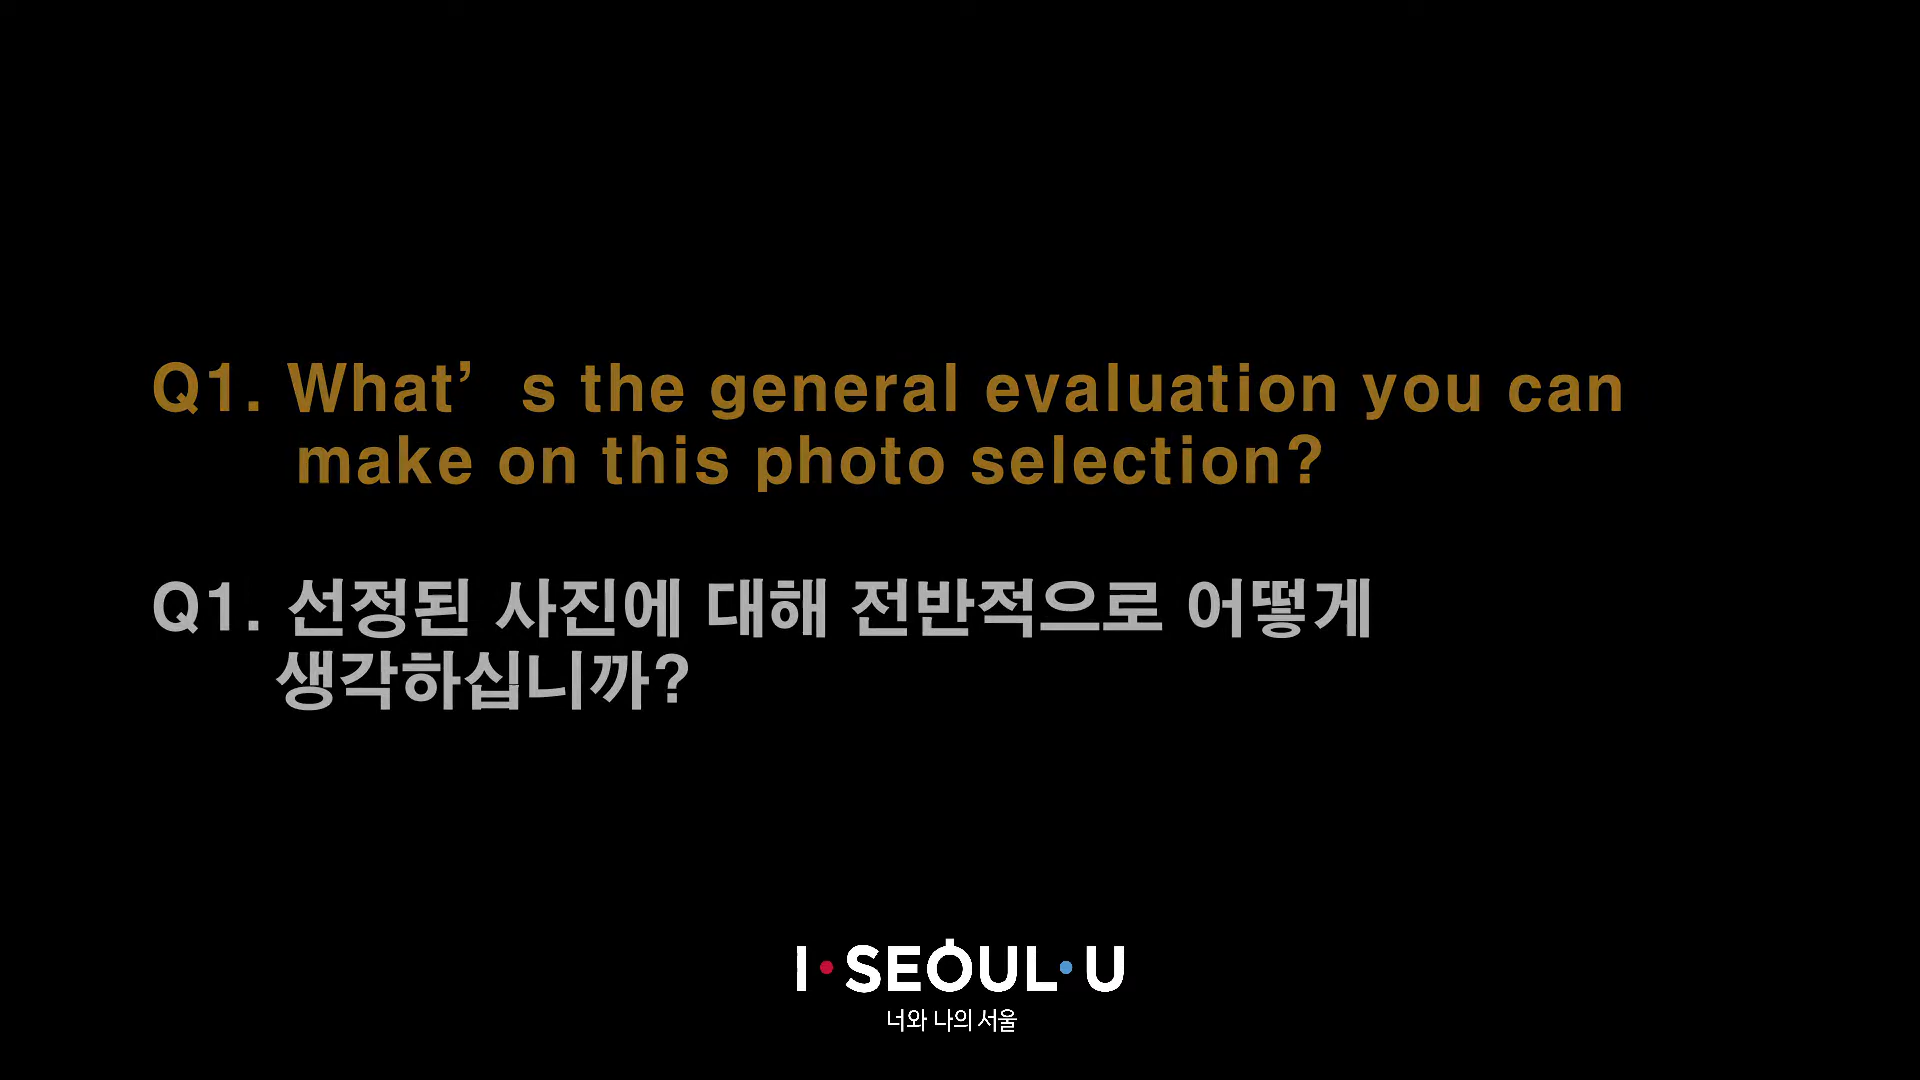 Q1. What’s the general evaluation you can
make on this photo selection?
Q1. 선정된 사진에 대해 전반적으로 어떻게
생각하십니까?
I·SEOUL·U
너와 나의 서울